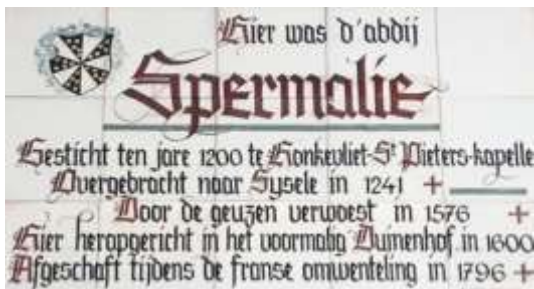 Hier was d'abdij
Spermalie
Gesticht ten jare 1200 te Honkevliet-St Pieters-kapelle
Overgebracht naar Sysele in 1241 +
Door de geuzen verwoest in 1576 +
Hier heropgericht in het voormalig Duinenhof in 1600
Afgeschaft tijdens de franse omwenteling in 1796 +